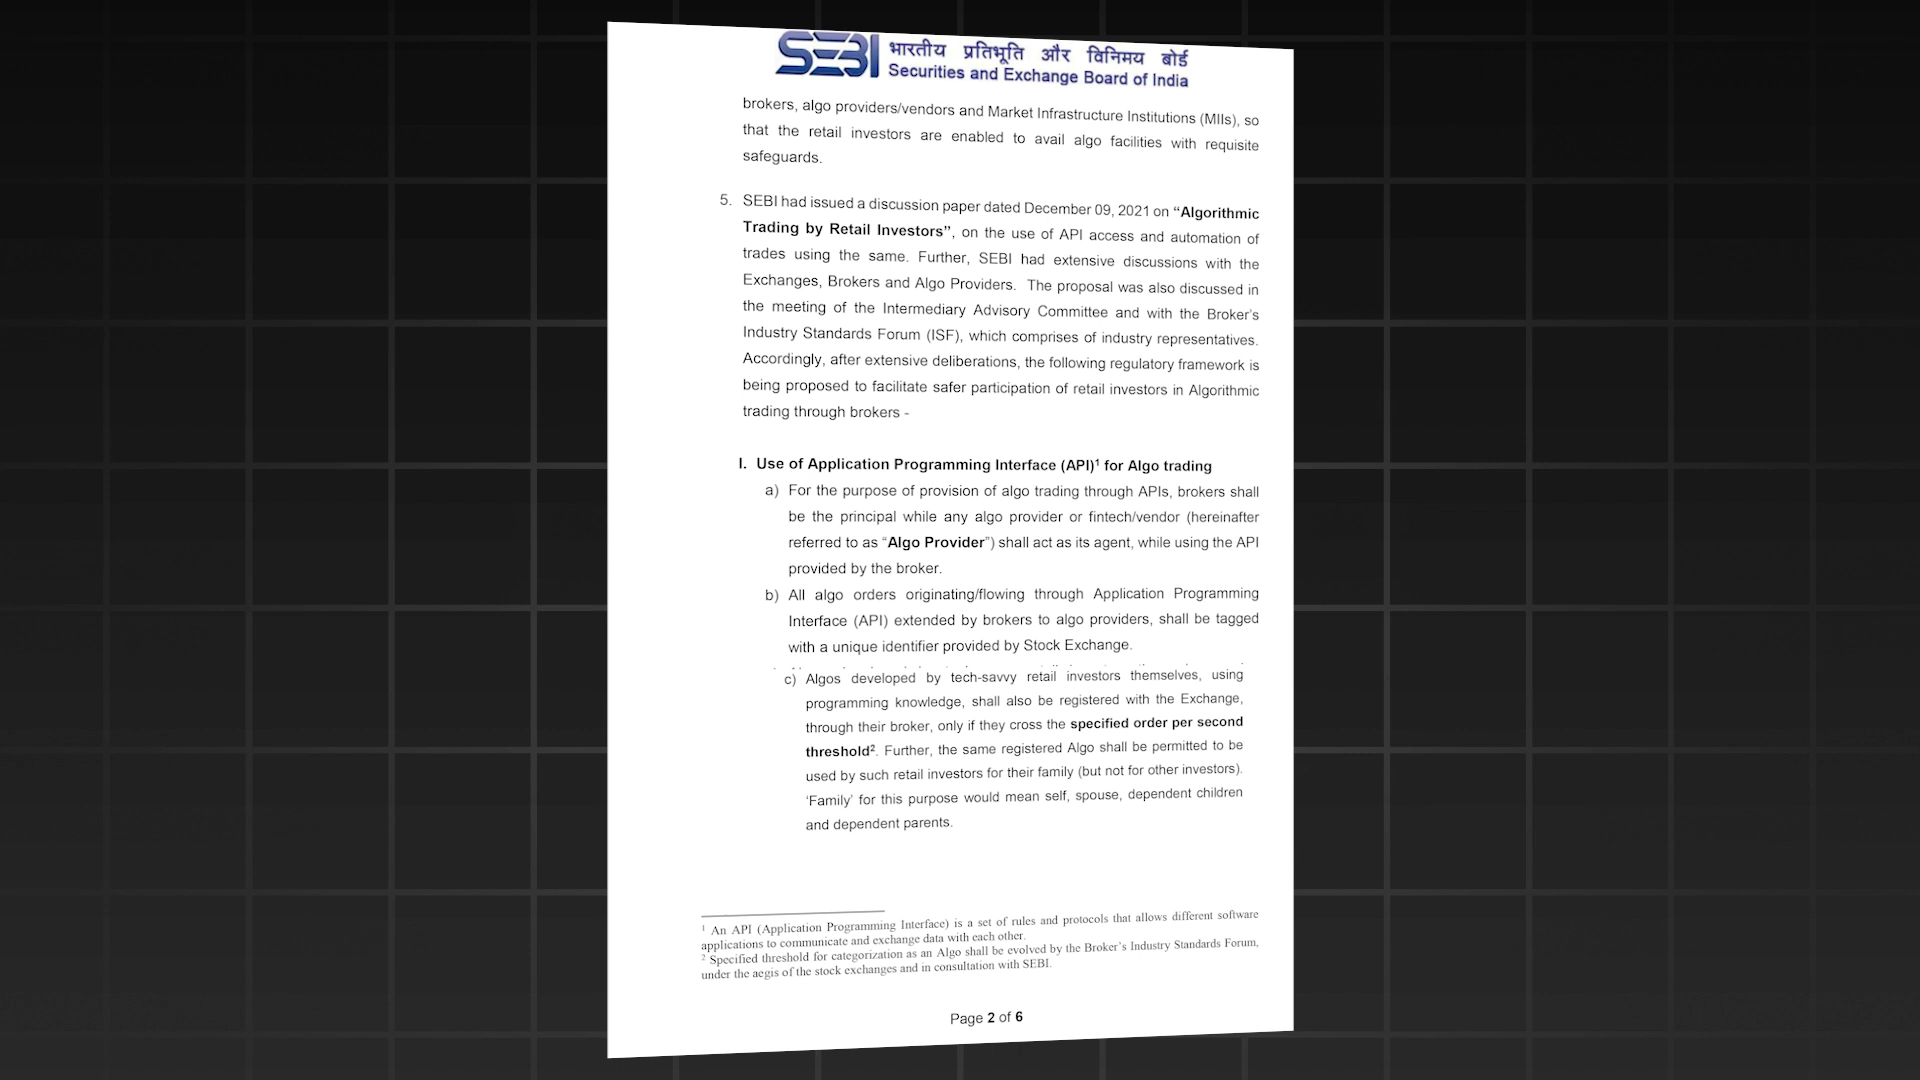 SEBI
भारतीय प्रतिभूति और विनिमय बोर्ड
Securities and Exchange Board of India
brokers, algo providers/vendors and Market Infrastructure Institutions (MIIs), so
that the retail investors are enabled to avail algo facilities with requisite
safeguards.
5. SEBI had issued a discussion paper dated December 09, 2021 on “Algorithmic
Trading by Retail Investors”, on the use of API access and automation of
trades using the same. Further, SEBI had extensive discussions with the
Exchanges, Brokers and Algo Providers. The proposal was also discussed in
the meeting of the Intermediary Advisory Committee and with the Broker’s
Industry Standards Forum (ISF), which comprises of industry representatives.
Accordingly, after extensive deliberations, the following regulatory framework is
being proposed to facilitate safer participation of retail investors in Algorithmic
trading through brokers -
I. Use of Application Programming Interface (API)¹ for Algo trading
a) For the purpose of provision of algo trading through APIs, brokers shall
be the principal while any algo provider or fintech/vendor (hereinafter
referred to as “Algo Provider”) shall act as its agent, while using the API
provided by the broker.
b) All algo orders originating/flowing through Application Programming
Interface (API) extended by brokers to algo providers, shall be tagged
with a unique identifier provided by Stock Exchange.
c) Algos developed by tech-savvy retail investors themselves, using
programming knowledge, shall also be registered with the Exchange,
through their broker, only if they cross the specified order per second
threshold². Further, the same registered Algo shall be permitted to be
used by such retail investors for their family (but not for other investors).
‘Family’ for this purpose would mean self, spouse, dependent children
and dependent parents.
¹ An API (Application Programming Interface) is a set of rules and protocols that allows different software
applications to communicate and exchange data with each other.
² Specified threshold for categorization as an Algo shall be evolved by the Broker’s Industry Standards Forum,
under the aegis of the stock exchanges and in consultation with SEBI.
Page 2 of 6